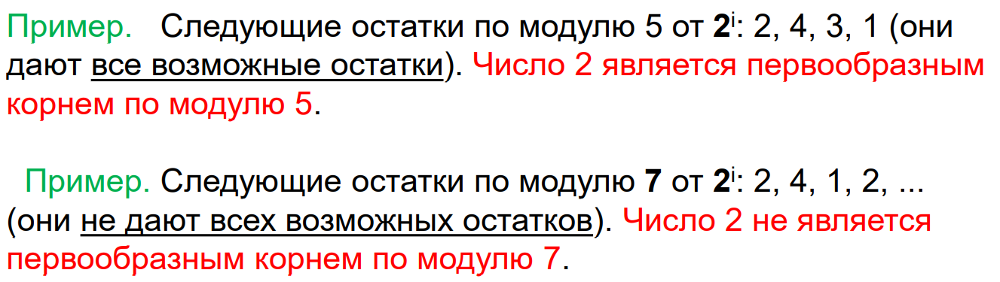 Пример. Следующие остатки по модулю 5 от 2ⁱ: 2, 4, 3, 1 (они
дают все возможные остатки). Число 2 является первообразным
корнем по модулю 5.
Пример. Следующие остатки по модулю 7 от 2ⁱ: 2, 4, 1, 2, ...
(они не дают всех возможных остатков). Число 2 не является
первообразным корнем по модулю 7.